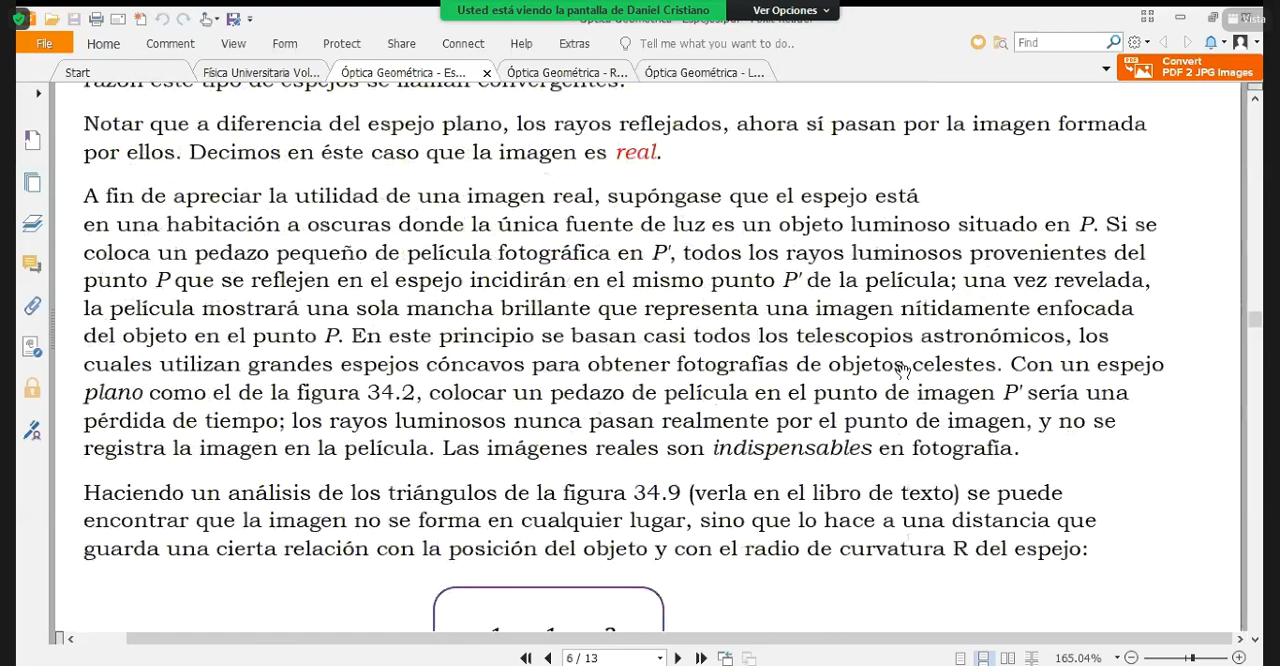 Usted está viendo la pantalla de Daniel Cristiano
Ver Opciones
Vista
File Home Comment View Form Protect Share Connect Help Extras Tell me what you want to do.. Find
Start Física Universitaria Vol... Óptica Geométrica - Es... Óptica Geométrica - R... Óptica Geométrica - L...
Convert
PDF 2 JPG Images
razón este tipo de espejos se llaman convergentes.
Notar que a diferencia del espejo plano, los rayos reflejados, ahora sí pasan por la imagen formada
por ellos. Decimos en éste caso que la imagen es real.
A fin de apreciar la utilidad de una imagen real, supóngase que el espejo está
en una habitación a oscuras donde la única fuente de luz es un objeto luminoso situado en P. Si se
coloca un pedazo pequeño de película fotográfica en P', todos los rayos luminosos provenientes del
punto P que se reflejen en el espejo incidirán en el mismo punto P' de la película; una vez revelada,
la película mostrará una sola mancha brillante que representa una imagen nítidamente enfocada
del objeto en el punto P. En este principio se basan casi todos los telescopios astronómicos, los
cuales utilizan grandes espejos cóncavos para obtener fotografías de objetos celestes. Con un espejo
plano como el de la figura 34.2, colocar un pedazo de película en el punto de imagen P' sería una
pérdida de tiempo; los rayos luminosos nunca pasan realmente por el punto de imagen, y no se
registra la imagen en la película. Las imágenes reales son indispensables en fotografía.
Haciendo un análisis de los triángulos de la figura 34.9 (verla en el libro de texto) se puede
encontrar que la imagen no se forma en cualquier lugar, sino que lo hace a una distancia que
guarda una cierta relación con la posición del objeto y con el radio de curvatura R del espejo:
6 / 13
165.04%